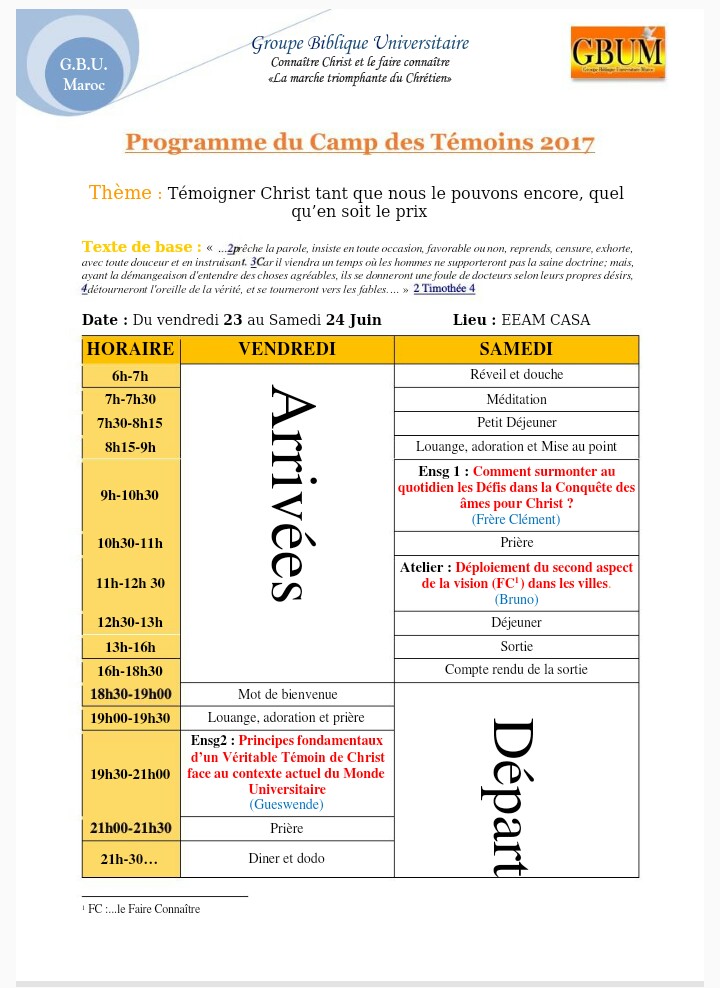 G.B.U.
Maroc
Groupe Biblique Universitaire
Connaître Christ et le faire connaître
«La marche triomphante du Chrétien»
GBUM
Groupe Biblique Universitaire Maroc
Programme du Camp des Témoins 2017
Thème : Témoigner Christ tant que nous le pouvons encore, quel
qu’en soit le prix
Texte de base : « …2prêche la parole, insiste en toute occasion, favorable ou non, reprends, censure, exhorte,
avec toute douceur et en instruisant. 3Car il viendra un temps où les hommes ne supporteront pas la saine doctrine; mais,
ayant la démangeaison d'entendre des choses agréables, ils se donneront une foule de docteurs selon leurs propres désirs,
4détourneront l'oreille de la vérité, et se tourneront vers les fables.… » 2 Timothée 4
Date : Du vendredi 23 au Samedi 24 Juin Lieu : EEAM CASA
HORAIRE VENDREDI SAMEDI
6h-7h Réveil et douche
7h-7h30 Méditation
7h30-8h15 Petit Déjeuner
8h15-9h Louange, adoration et Mise au point
Arrivées
9h-10h30
Ensg 1 : Comment surmonter au
quotidien les Défis dans la Conquête des
âmes pour Christ ?
(Frère Clément)
10h30-11h Prière
11h-12h 30
Atelier : Déploiement du second aspect
de la vision (FC¹) dans les villes.
(Bruno)
12h30-13h Déjeuner
13h-16h Sortie
16h-18h30 Compte rendu de la sortie
18h30-19h00 Mot de bienvenue
19h00-19h30 Louange, adoration et prière
19h30-21h00
Ensg2 : Principes fondamentaux
d’un Véritable Témoin de Christ
face au contexte actuel du Monde
Universitaire
(Gueswende)
Départ
21h00-21h30 Prière
21h-30… Diner et dodo
¹ FC :...le Faire Connaître